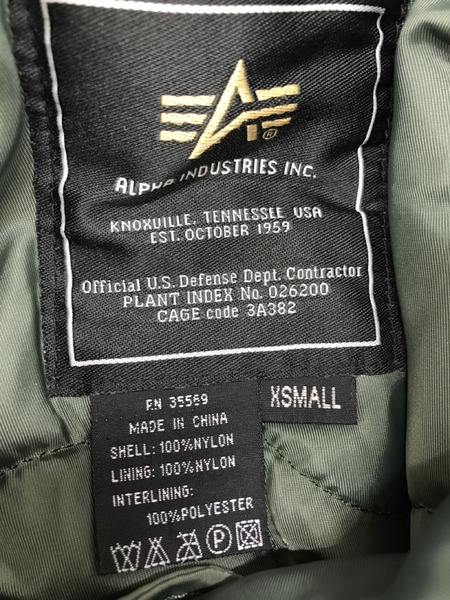 ALPHA INDUSTRIES INC.
KNOXVILLE, TENNESSEE USA
EST. OCTOBER 1959
Official U.S. Defense Dept. Contractor
PLANT INDEX No. 026200
CAGE code 3A382
RN 35569
XSMALL
MADE IN CHINA
SHELL: 100%NYLON
LINING: 100%NYLON
INTERLINING:
100%POLYESTER